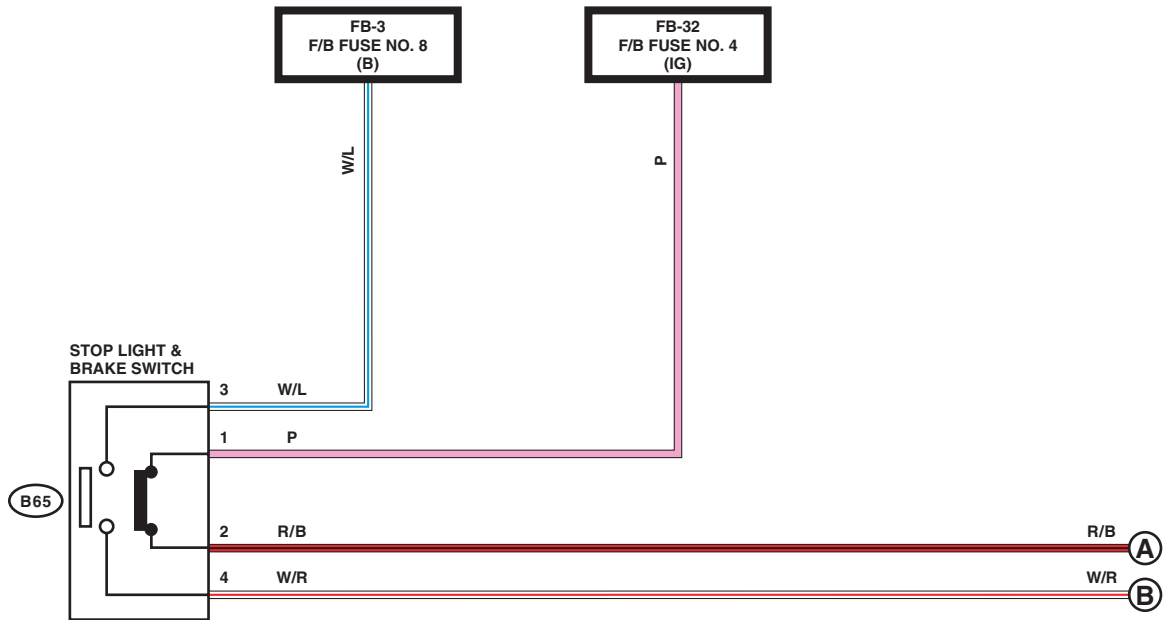 FB-3
F/B FUSE NO. 8
(B)
FB-32
F/B FUSE NO. 4
(IG)
W/L
P
STOP LIGHT &
BRAKE SWITCH
3 W/L
1 P
B65
2 R/B R/B A
4 W/R W/R B